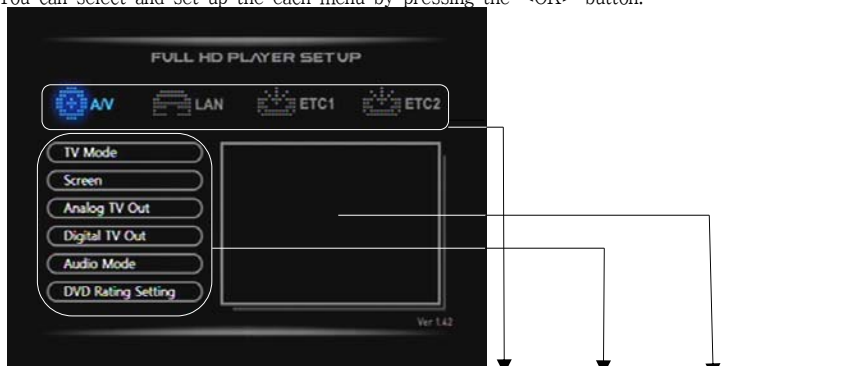 You can select and set up the each menu by pressing the <OK> button.
FULL HD PLAYER SETUP
A/V LAN ETC1 ETC2
TV Mode
Screen
Analog TV Out
Digital TV Out
Audio Mode
DVD Rating Setting
Ver 1.42